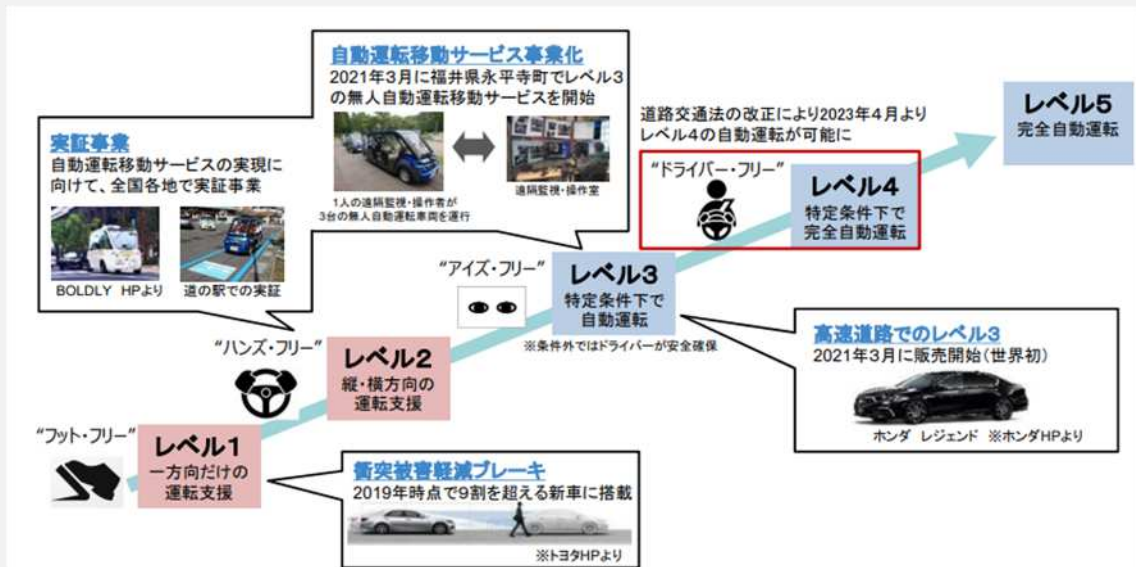 自動運転移動サービス事業化
2021年3月に福井県永平寺町でレベル3
の無人自動運転移動サービスを開始
1人の遠隔監視・操作者が
3台の無人自動運転車両を運行
遠隔監視・操作室
実証事業
自動運転移動サービスの実現に
向けて、全国各地で実証事業
BOLDLY HPより
道の駅での実証
道路交通法の改正により2023年4月より
レベル4の自動運転が可能に
レベル5
完全自動運転
“ドライバー・フリー”
レベル4
特定条件下で
完全自動運転
“アイズ・フリー”
レベル3
特定条件下で
自動運転
※条件外ではドライバーが安全確保
高速道路でのレベル3
2021年3月に販売開始(世界初)
ホンダ レジェンド ※ホンダHPより
“ハンズ・フリー”
レベル2
縦・横方向の
運転支援
“フット・フリー”
レベル1
一方向だけの
運転支援
衝突被害軽減ブレーキ
2019年時点で9割を超える新車に搭載
※トヨタHPより